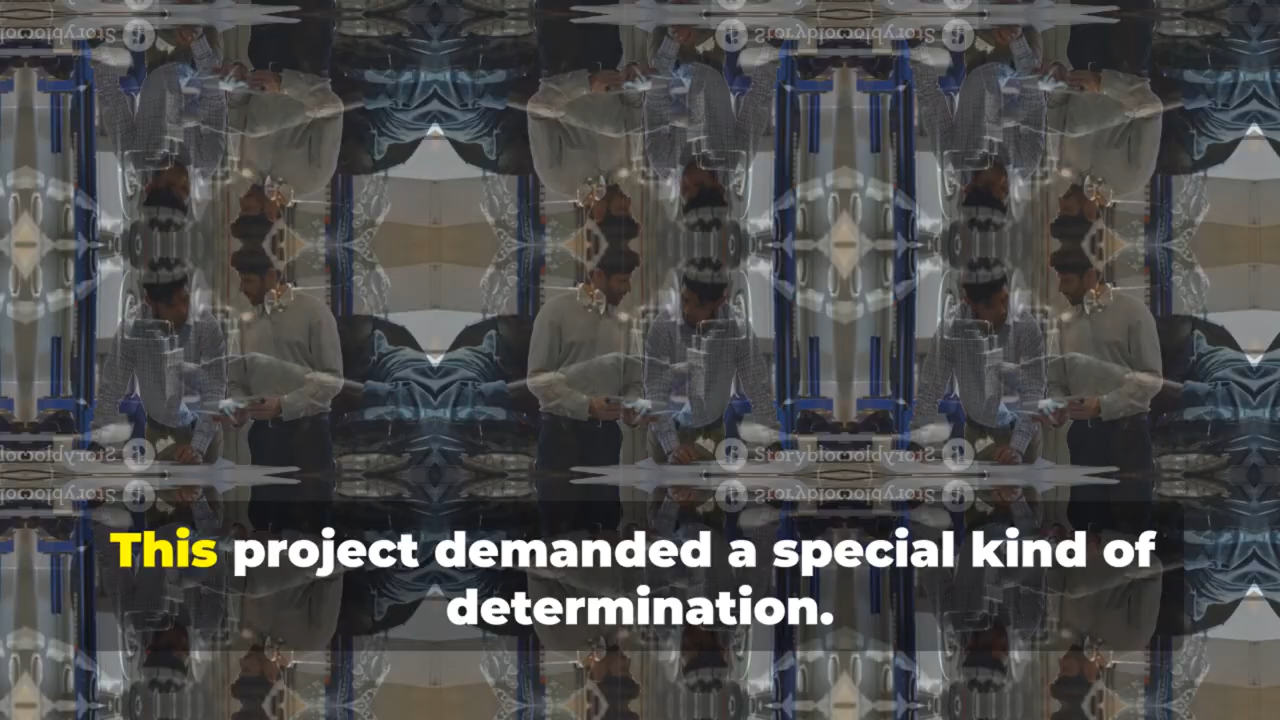 This project demanded a special kind of
determination.